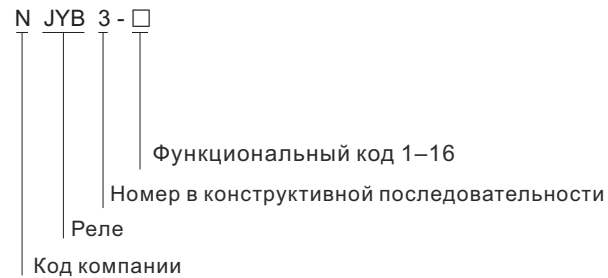 N JYB 3 - □
Функциональный код 1–16
Номер в конструктивной последовательности
Реле
Код компании